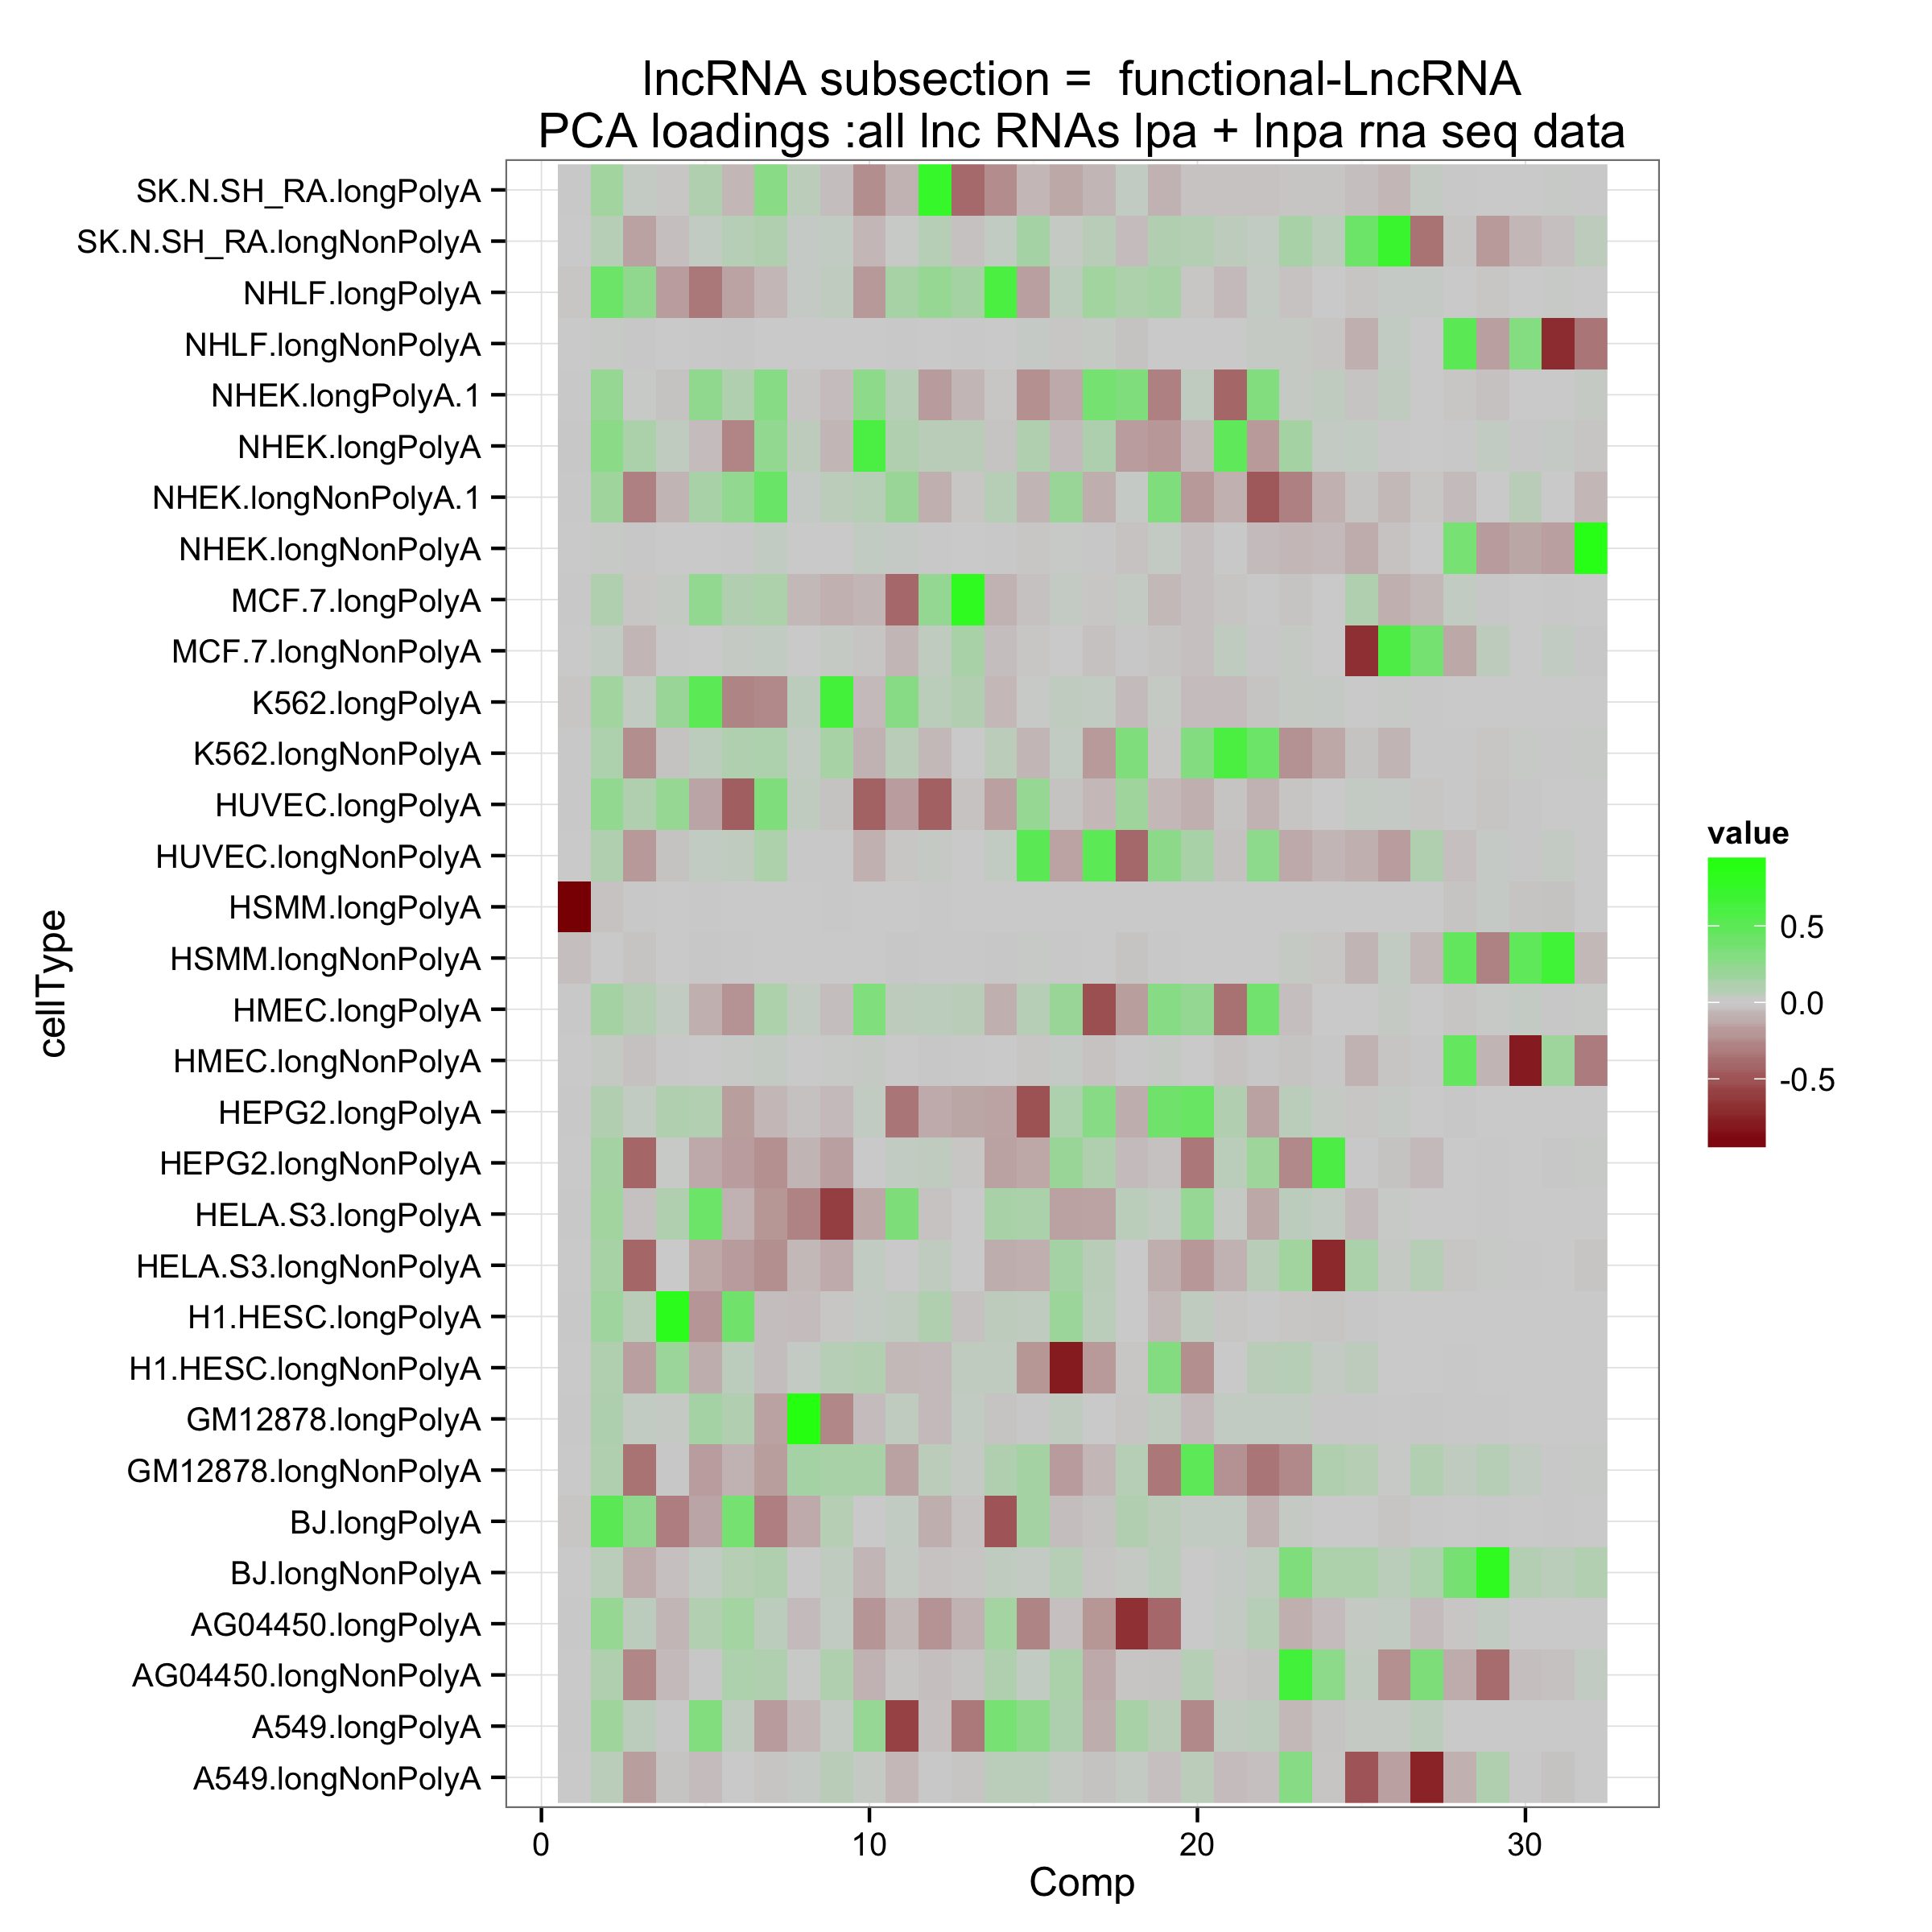 lncRNA subsection =  functional-LncRNA
PCA loadings :all lnc RNAs lpa + lnpa rna seq data
cellType
SK.N.SH_RA.longPolyA
SK.N.SH_RA.longNonPolyA
NHLF.longPolyA
NHLF.longNonPolyA
NHEK.longPolyA.1
NHEK.longPolyA
NHEK.longNonPolyA.1
NHEK.longNonPolyA
MCF.7.longPolyA
MCF.7.longNonPolyA
K562.longPolyA
K562.longNonPolyA
HUVEC.longPolyA
HUVEC.longNonPolyA
HSMM.longPolyA
HSMM.longNonPolyA
HMEC.longPolyA
HMEC.longNonPolyA
HEPG2.longPolyA
HEPG2.longNonPolyA
HELA.S3.longPolyA
HELA.S3.longNonPolyA
H1.HESC.longPolyA
H1.HESC.longNonPolyA
GM12878.longPolyA
GM12878.longNonPolyA
BJ.longPolyA
BJ.longNonPolyA
AG04450.longPolyA
AG04450.longNonPolyA
A549.longPolyA
A549.longNonPolyA
0 10 20 30
Comp
value
0.5
0.0
-0.5